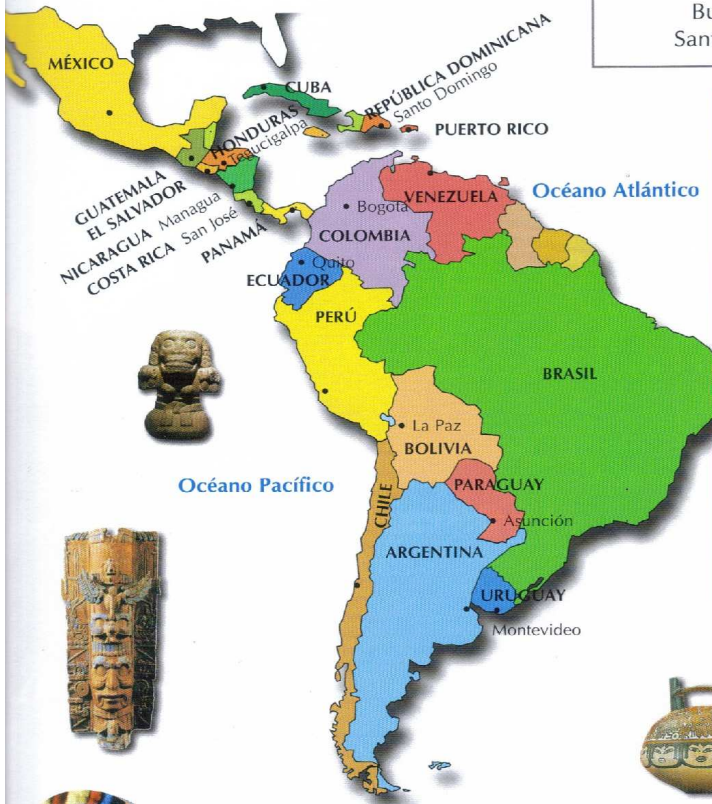 Bu
Sant
MÉXICO
CUBA
REPÚBLICA DOMINICANA
Santo Domingo
PUERTO RICO
HONDURAS
Tegucigalpa
GUATEMALA
EL SALVADOR
NICARAGUA Managua
COSTA RICA San José
PANAMÁ
VENEZUELA
Océano Atlántico
Bogotá
COLOMBIA
Quito
ECUADOR
PERÚ
BRASIL
La Paz
BOLIVIA
Océano Pacífico
CHILE
PARAGUAY
Asunción
ARGENTINA
URUGUAY
Montevideo